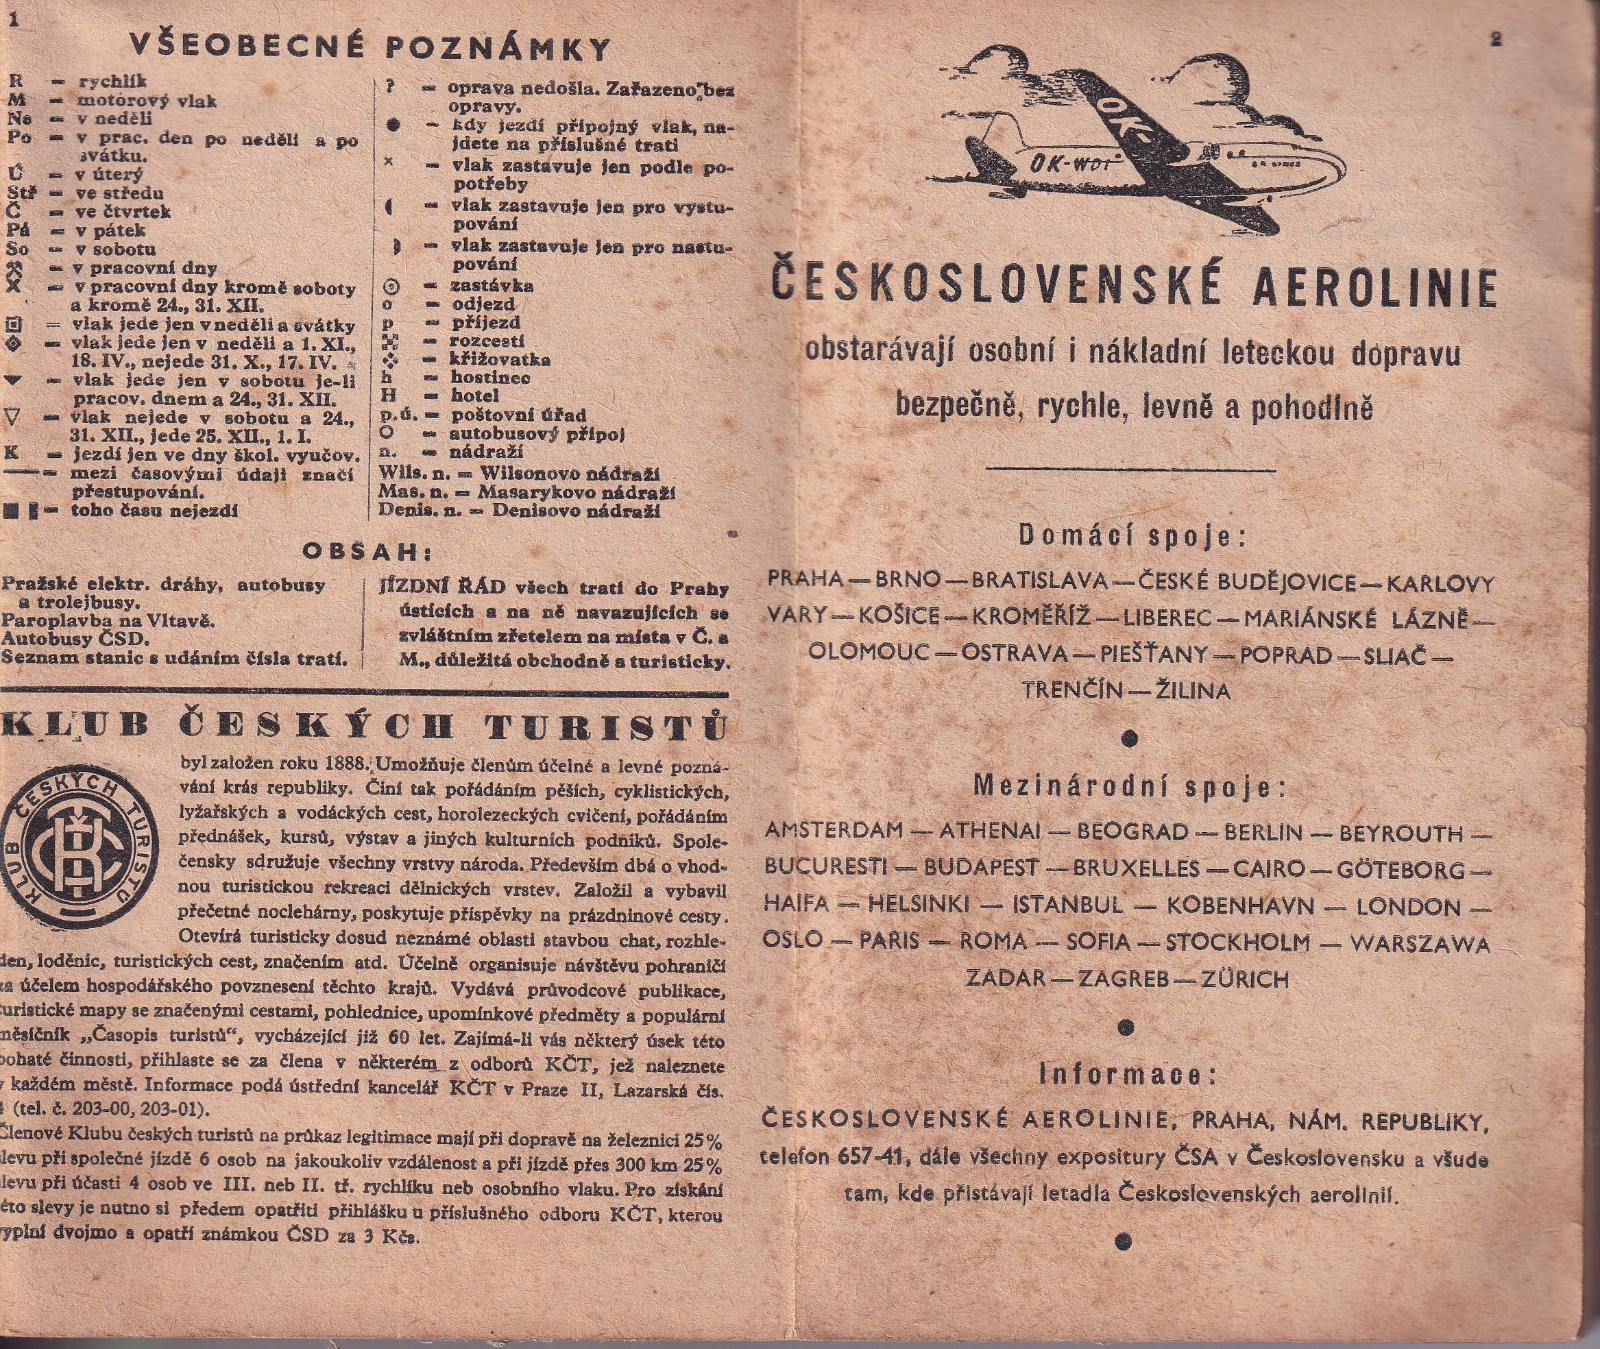 1
VŠEOBECNÉ POZNÁMKY
R = rychlík
M = motorový vlak
Ne = v neděli
Po = v prac. den po neděli a po
svátku.
Ú = v úterý
Stř = ve středu
Č = ve čtvrtek
Pá = v pátek
So = v sobotu
= v pracovní dny
= v pracovní dny kromě soboty
a kromě 24., 31. XII.
= vlak jede jen v neděli a svátky
= vlak jede jen v neděli a 1. XI.,
18. IV., nejede 31. X., 17. IV.
= vlak jede jen v sobotu je-li
pracov. dnem a 24., 31. XII.
▽ = vlak nejede v sobotu a 24.,
31. XII., jede 25. XII., 1. I.
K = jezdí jen ve dny škol. vyučov.
—— = mezi časovými údaji značí
přestupování.
= toho času nejezdí
? = oprava nedošla. Zařazeno bez
opravy.
● = kdy jezdí přípojný vlak, na-
jdete na příslušné trati
× = vlak zastavuje jen podle po-
potřeby
= vlak zastavuje jen pro vystu-
pování
= vlak zastavuje jen pro nastu-
pování
⊙ = zastávka
o = odjezd
p = příjezd
= rozcestí
= křižovatka
h = hostinec
H = hotel
p.ú. = poštovní úřad
O = autobusový přípoj
n. = nádraží
Wils. n. = Wilsonovo nádraží
Mas. n. = Masarykovo nádraží
Denis. n. = Denisovo nádraží
OBSAH:
Pražské elektr. dráhy, autobusy
a trolejbusy.
Paroplavba na Vltavě.
Autobusy ČSD.
Seznam stanic s udáním čísla trati.
JÍZDNÍ ŘÁD všech tratí do Prahy
ústících a na ně navazujících se
zvláštním zřetelem na místa v Č. a
M., důležitá obchodně a turisticky.
KLUB ČESKÝCH TURISTŮ
KLUB ČESKÝCH TURISTŮ
byl založen roku 1888. Umožňuje členům účelné a levné pozná-
vání krás republiky. Činí tak pořádáním pěších, cyklistických,
lyžařských a vodáckých cest, horolezeckých cvičení, pořádáním
přednášek, kursů, výstav a jiných kulturních podniků. Spole-
čensky sdružuje všechny vrstvy národa. Především dbá o vhod-
nou turistickou rekreaci dělnických vrstev. Založil a vybavil
přečetné noclehárny, poskytuje příspěvky na prázdninové cesty.
Otevírá turisticky dosud neznámé oblasti stavbou chat, rozhle-
den, loděnic, turistických cest, značením atd. Účelně organisuje návštěvu pohraničí
za účelem hospodářského povznesení těchto krajů. Vydává průvodcové publikace,
turistické mapy se značenými cestami, pohlednice, upomínkové předměty a populární
měsíčník „Časopis turistů“, vycházející již 60 let. Zajímá-li vás některý úsek této
bohaté činnosti, přihlaste se za člena v některém z odborů KČT, jež naleznete
v každém městě. Informace podá ústřední kancelář KČT v Praze II, Lazarská čís.
(tel. č. 203-00, 203-01).
Členové Klubu českých turistů na průkaz legitimace mají při dopravě na železnici 25%
slevu při společné jízdě 6 osob na jakoukoliv vzdálenost a při jízdě přes 300 km 25%
slevu při účasti 4 osob ve III. neb II. tř. rychlíku neb osobního vlaku. Pro získání
této slevy je nutno si předem opatřiti přihlášku u příslušného odboru KČT, kterou
vyplní dvojmo a opatří známkou ČSD za 3 Kčs.
2
OK-
OK-WDI
ČESKOSLOVENSKÉ AEROLINIE
obstarávají osobní i nákladní leteckou dopravu
bezpečně, rychle, levně a pohodlně
Domácí spoje:
PRAHA—BRNO—BRATISLAVA—ČESKÉ BUDĚJOVICE—KARLOVY
VARY—KOŠICE—KROMĚŘÍŽ—LIBEREC—MARIÁNSKÉ LÁZNĚ—
OLOMOUC—OSTRAVA—PIEŠŤANY—POPRAD—SLIAČ—
TRENČÍN—ŽILINA
Mezinárodní spoje:
AMSTERDAM — ATHENAI — BEOGRAD — BERLIN — BEYROUTH —
BUCURESTI — BUDAPEST — BRUXELLES — CAIRO — GÖTEBORG —
HAIFA — HELSINKI — ISTANBUL — KOBENHAVN — LONDON —
OSLO — PARIS — ROMA — SOFIA — STOCKHOLM — WARSZAWA
ZADAR—ZAGREB—ZÜRICH
Informace:
ČESKOSLOVENSKÉ AEROLINIE, PRAHA, NÁM. REPUBLIKY,
telefon 657-41, dále všechny expositury ČSA v Československu a všude
tam, kde přistávají letadla Československých aerolinií.